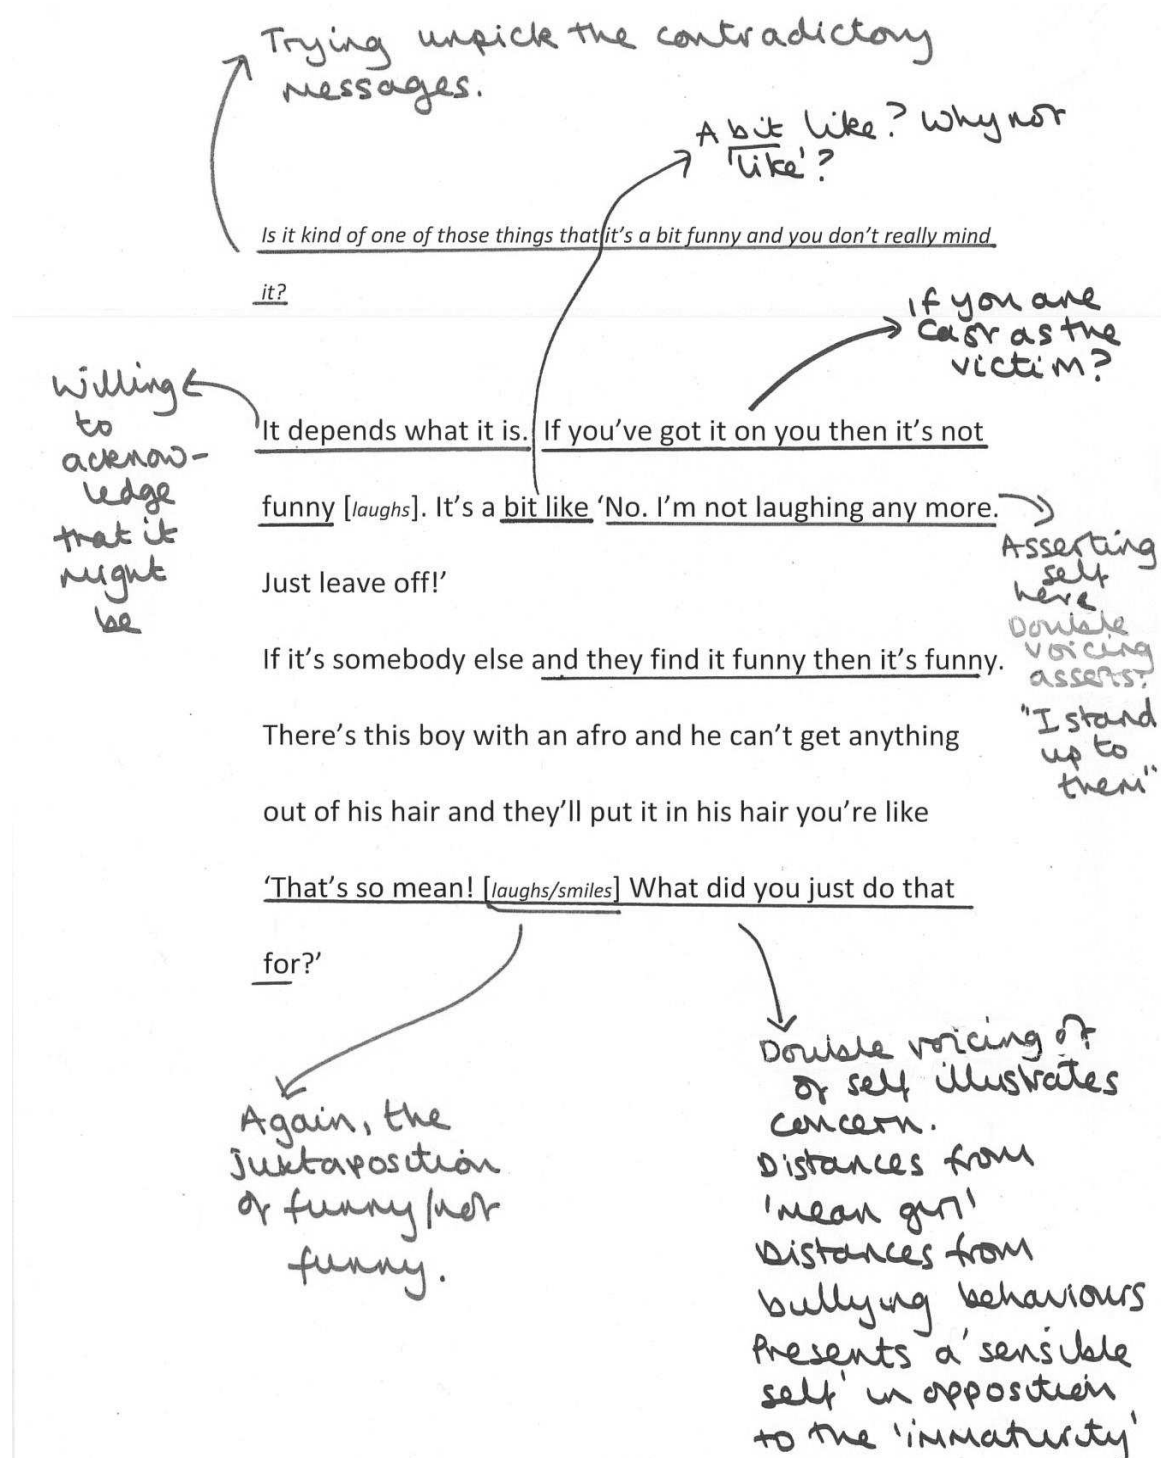 Trying unpick the contradictory
messages.
A bit like? Why not
'like'?
Is it kind of one of those things that it's a bit funny and you don't really mind
it?
If you are
cast as the
victim?
Willing
to
acknow-
ledge
that it
might
be
It depends what it is. If you've got it on you then it's not
funny [laughs]. It's a bit like 'No. I'm not laughing any more.
Just leave off!'
Asserting
self
here
Double
voicing
asserts?
"I stand
up to
them"
If it's somebody else and they find it funny then it's funny.
There's this boy with an afro and he can't get anything
out of his hair and they'll put it in his hair you're like
'That's so mean! [laughs/smiles] What did you just do that
for?'
Again, the
juxtaposition
of funny/not
funny.
Double voicing of
of self illustrates
concern.
Distances from
'mean girl'
Distances from
bullying behaviours
Presents a 'sensible
self' in opposition
to the 'immaturity'